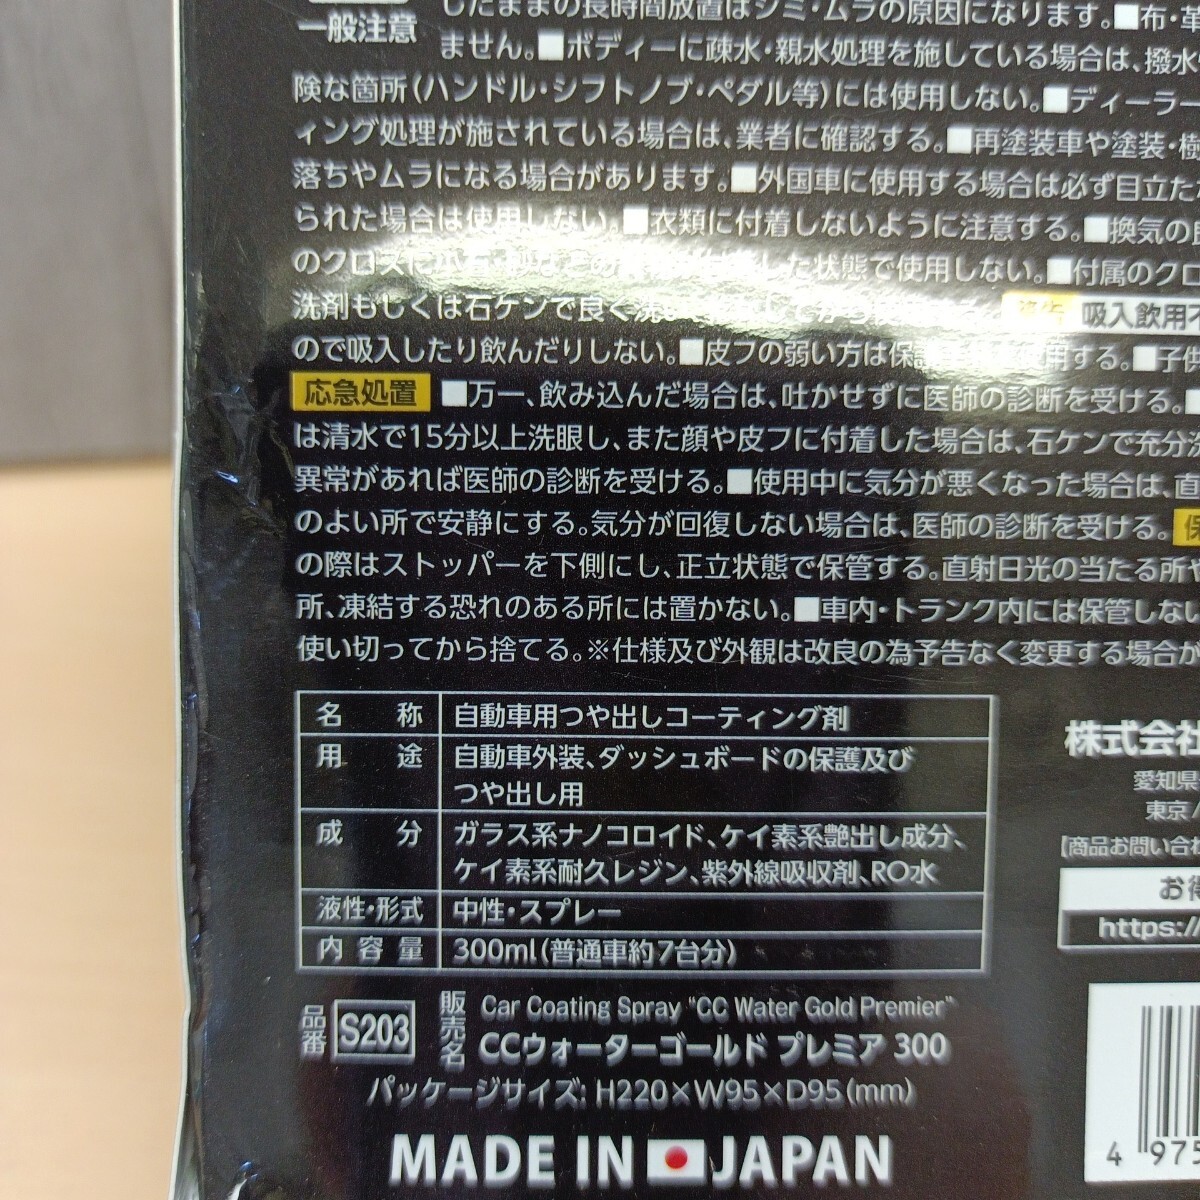 一般注意
したままの長時間放置はシミ・ムラの原因になります。■布・革
ません。■ボディーに疎水・親水処理を施している場合は、撥水
険な箇所(ハンドル・シフトノブ・ペダル等)には使用しない。■ディーラー
ィング処理が施されている場合は、業者に確認する。■再塗装車や塗装・樹
落ちやムラになる場合があります。■外国車に使用する場合は必ず目立た
られた場合は使用しない。■衣類に付着しないように注意する。■換気の
のクロスに小石・砂などの した状態で使用しない。■付属のクロ
洗剤もしくは石ケンで良く洗 してから 吸入飲用
ので吸入したり飲んだりしない。■皮フの弱い方は保護 用する。■子供
応急処置 ■万一、飲み込んだ場合は、吐かせずに医師の診断を受ける。■
は清水で15分以上洗眼し、また顔や皮フに付着した場合は、石ケンで充分洗
異常があれば医師の診断を受ける。■使用中に気分が悪くなった場合は、直
のよい所で安静にする。気分が回復しない場合は、医師の診断を受ける。 保
の際はストッパーを下側にし、正立状態で保管する。直射日光の当たる所や
所、凍結する恐れのある所には置かない。■車内・トランク内には保管しない
使い切ってから捨てる。※仕様及び外観は改良の為予告なく変更する場合が
名称 自動車用つや出しコーティング剤
用途 自動車外装、ダッシュボードの保護及び
つや出し用
成分 ガラス系ナノコロイド、ケイ素系艶出し成分、
ケイ素系耐久レジン、紫外線吸収剤、RO水
液性・形式 中性・スプレー
内容量 300ml(普通車約7台分)
株式会社
愛知県
東京
【商品お問い合わ
お得
https://
品番 S203
販売名 Car Coating Spray "CC Water Gold Premier"
CCウォーターゴールド プレミア 300
パッケージサイズ: H220×W95×D95(mm)
MADE IN JAPAN
4 975